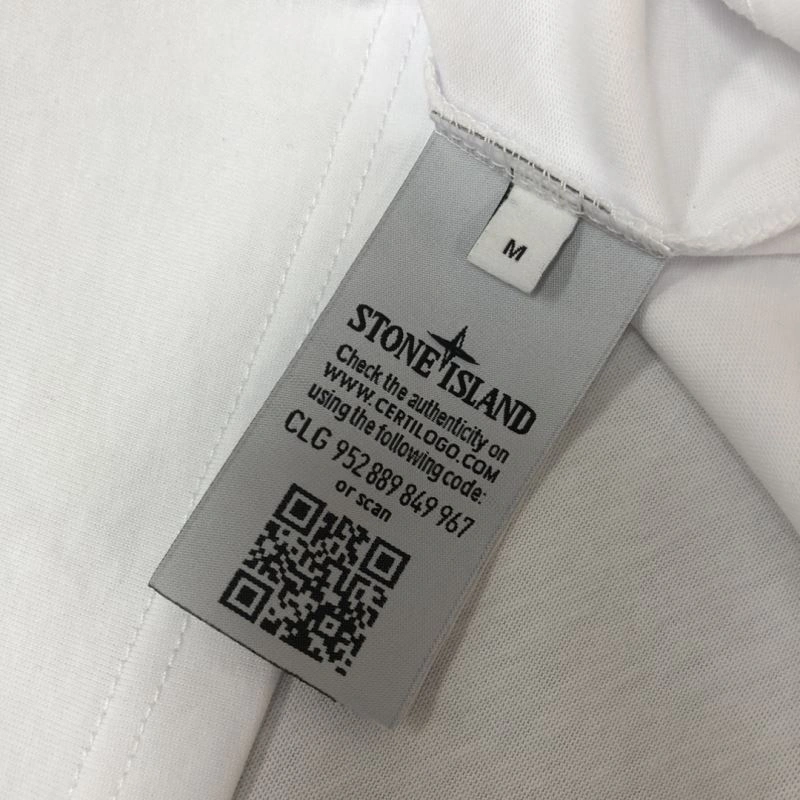 M
STONE ISLAND
Check the authenticity on
WWW.CERTILOGO.COM
using the following code:
CLG 952 889 849 967
or scan